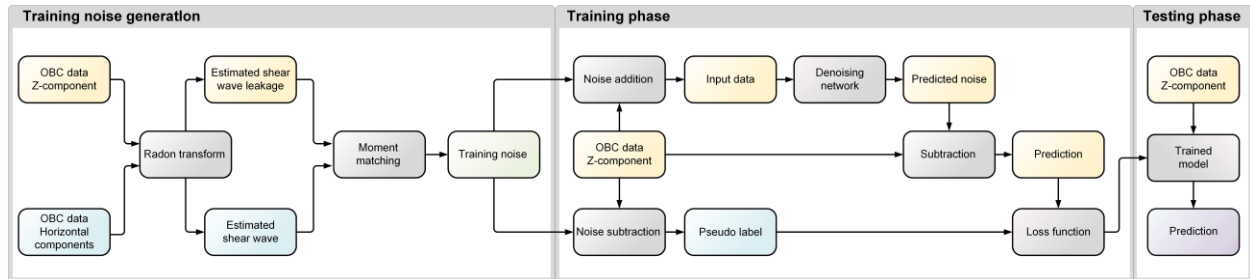 Training noise generation
Training phase
Testing phase
OBC data
Z-component
Estimated shear
wave leakage
Noise addition
Input data
Denoising
network
Predicted noise
OBC data
Z-component
Radon transform
Moment
matching
Training noise
OBC data
Z-component
Subtraction
Prediction
Trained
model
OBC data
Horizontal
components
Estimated
shear wave
Noise subtraction
Pseudo label
Loss function
Prediction